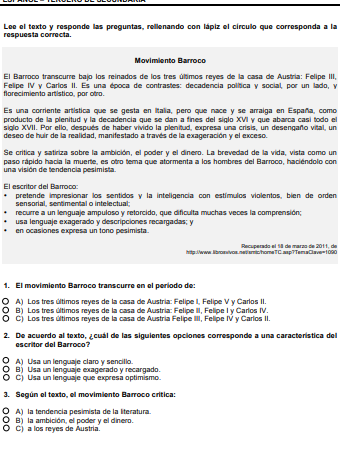 ESPAÑOL – TERCERO DE SECUNDARIA
Lee el texto y responde las preguntas, rellenando con lápiz el círculo que corresponda a la
respuesta correcta.
Movimiento Barroco
El Barroco transcurre bajo los reinados de los tres últimos reyes de la casa de Austria: Felipe III,
Felipe IV y Carlos II. Es una época de contrastes: decadencia política y social, por un lado, y
florecimiento artístico, por otro.
Es una corriente artística que se gesta en Italia, pero que nace y se arraiga en España, como
producto de la plenitud y la decadencia que se dan a fines del siglo XVI y que abarca casi todo el
siglo XVII. Por ello, después de haber vivido la plenitud, expresa una crisis, un desengaño vital, un
deseo de huir de la realidad, manifestado a través de la exageración y el exceso.
Se critica y satiriza sobre la ambición, el poder y el dinero. La brevedad de la vida, vista como un
paso rápido hacia la muerte, es otro tema que atormenta a los hombres del Barroco, haciéndolo con
una visión de tendencia pesimista.
El escritor del Barroco:
• pretende impresionar los sentidos y la inteligencia con estímulos violentos, bien de orden
sensorial, sentimental o intelectual;
• recurre a un lenguaje ampuloso y retorcido, que dificulta muchas veces la comprensión;
• usa lenguaje exagerado y descripciones recargadas; y
• en ocasiones expresa un tono pesimista.
Recuperado el 18 de marzo de 2011, de
http://www.librosvivos.net/smtc/homeTC.asp?TemaClave=1090
1. El movimiento Barroco transcurre en el período de:
A) Los tres últimos reyes de la casa de Austria: Felipe I, Felipe V y Carlos II.
B) Los tres últimos reyes de la casa de Austria: Felipe II, Felipe I y Carlos IV.
C) Los tres últimos reyes de la casa de Austria Felipe III, Felipe IV y Carlos II.
2. De acuerdo al texto, ¿cuál de las siguientes opciones corresponde a una característica del
escritor del Barroco?
A) Usa un lenguaje claro y sencillo.
B) Usa un lenguaje exagerado y recargado.
C) Usa un lenguaje que expresa optimismo.
3. Según el texto, el movimiento Barroco critica:
A) la tendencia pesimista de la literatura.
B) la ambición, el poder y el dinero.
C) a los reyes de Austria.